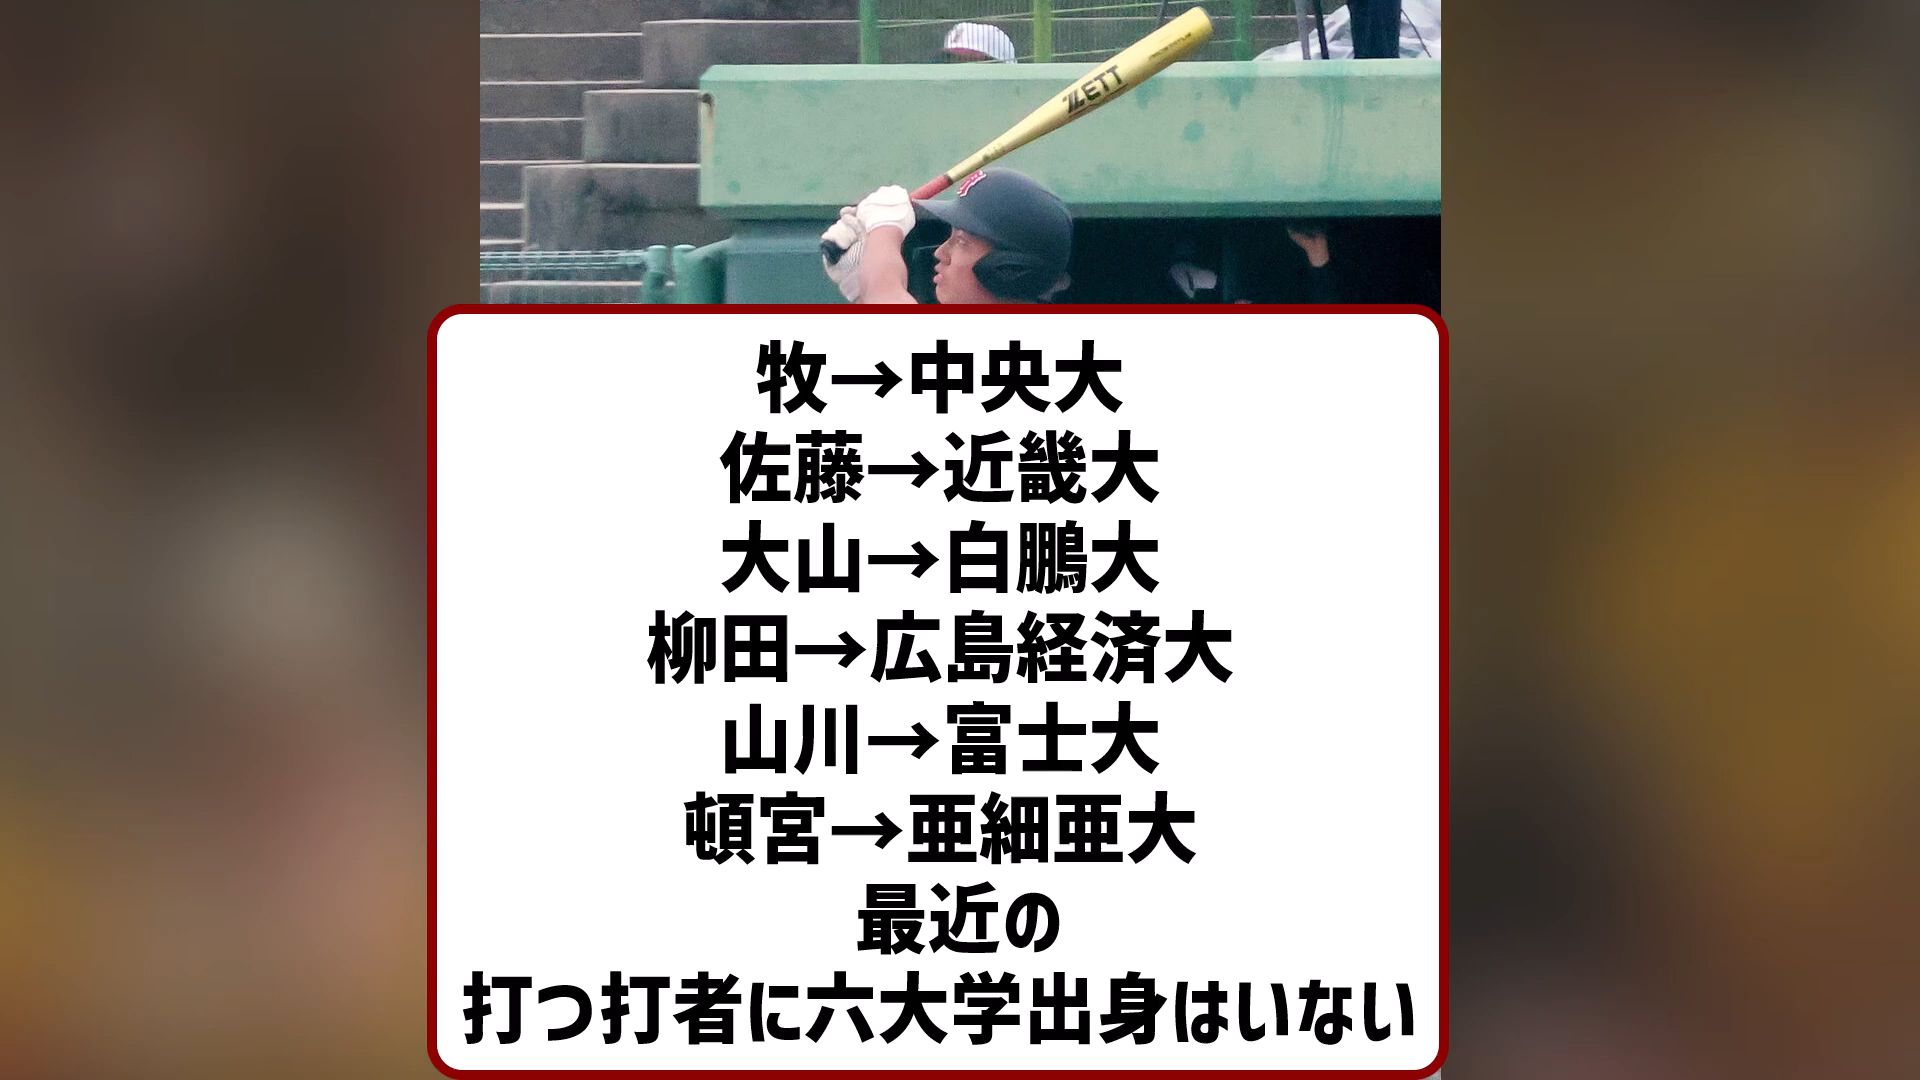 ZETT
牧→中央大
佐藤→近畿大
大山→白鵬大
柳田→広島経済大
山川→富士大
頓宮→亜細亜大
最近の
打つ打者に六大学出身はいない